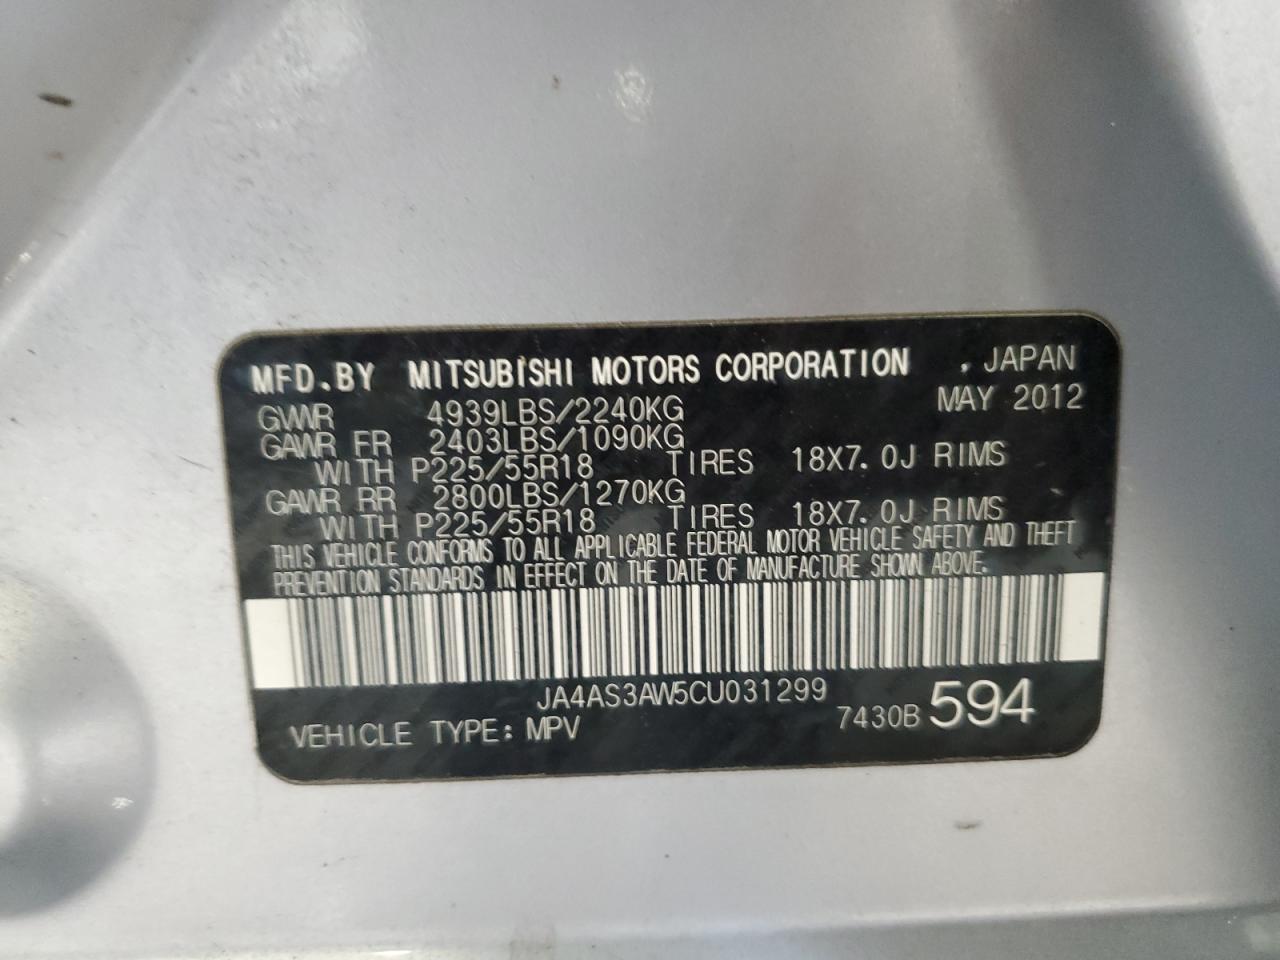 MFD.BY MITSUBISHI MOTORS CORPORATION , JAPAN
MAY 2012
GVWR 4939LBS/2240KG
GAWR FR 2403LBS/1090KG
WITH P225/55R18 TIRES 18X7.0J RIMS
GAWR RR 2800LBS/1270KG
WITH P225/55R18 TIRES 18X7.0J RIMS
THIS VEHICLE CONFORMS TO ALL APPLICABLE FEDERAL MOTOR VEHICLE SAFETY AND THEFT
PREVENTION STANDARDS IN EFFECT ON THE DATE OF MANUFACTURE SHOWN ABOVE.
JA4AS3AW5CU031299
VEHICLE TYPE: MPV 7430B 594